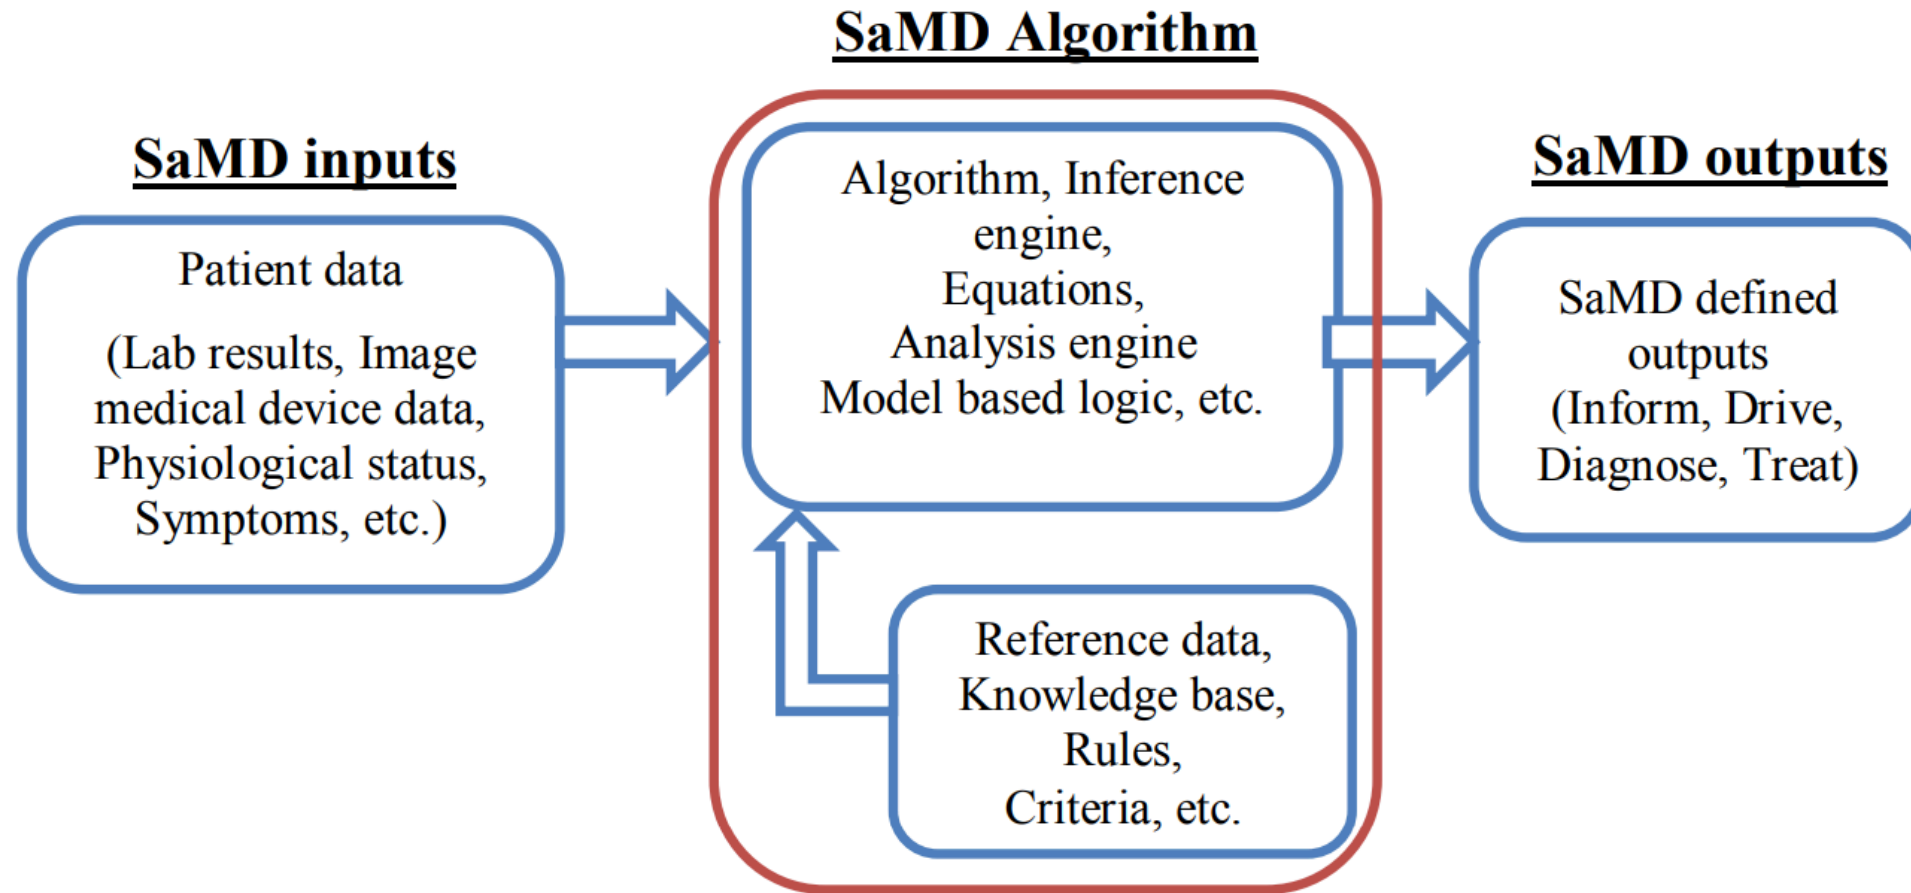 SaMD Algorithm
SaMD inputs
Patient data
(Lab results, Image
medical device data,
Physiological status,
Symptoms, etc.)
Algorithm, Inference
engine,
Equations,
Analysis engine
Model based logic, etc.
Reference data,
Knowledge base,
Rules,
Criteria, etc.
SaMD outputs
SaMD defined
outputs
(Inform, Drive,
Diagnose, Treat)